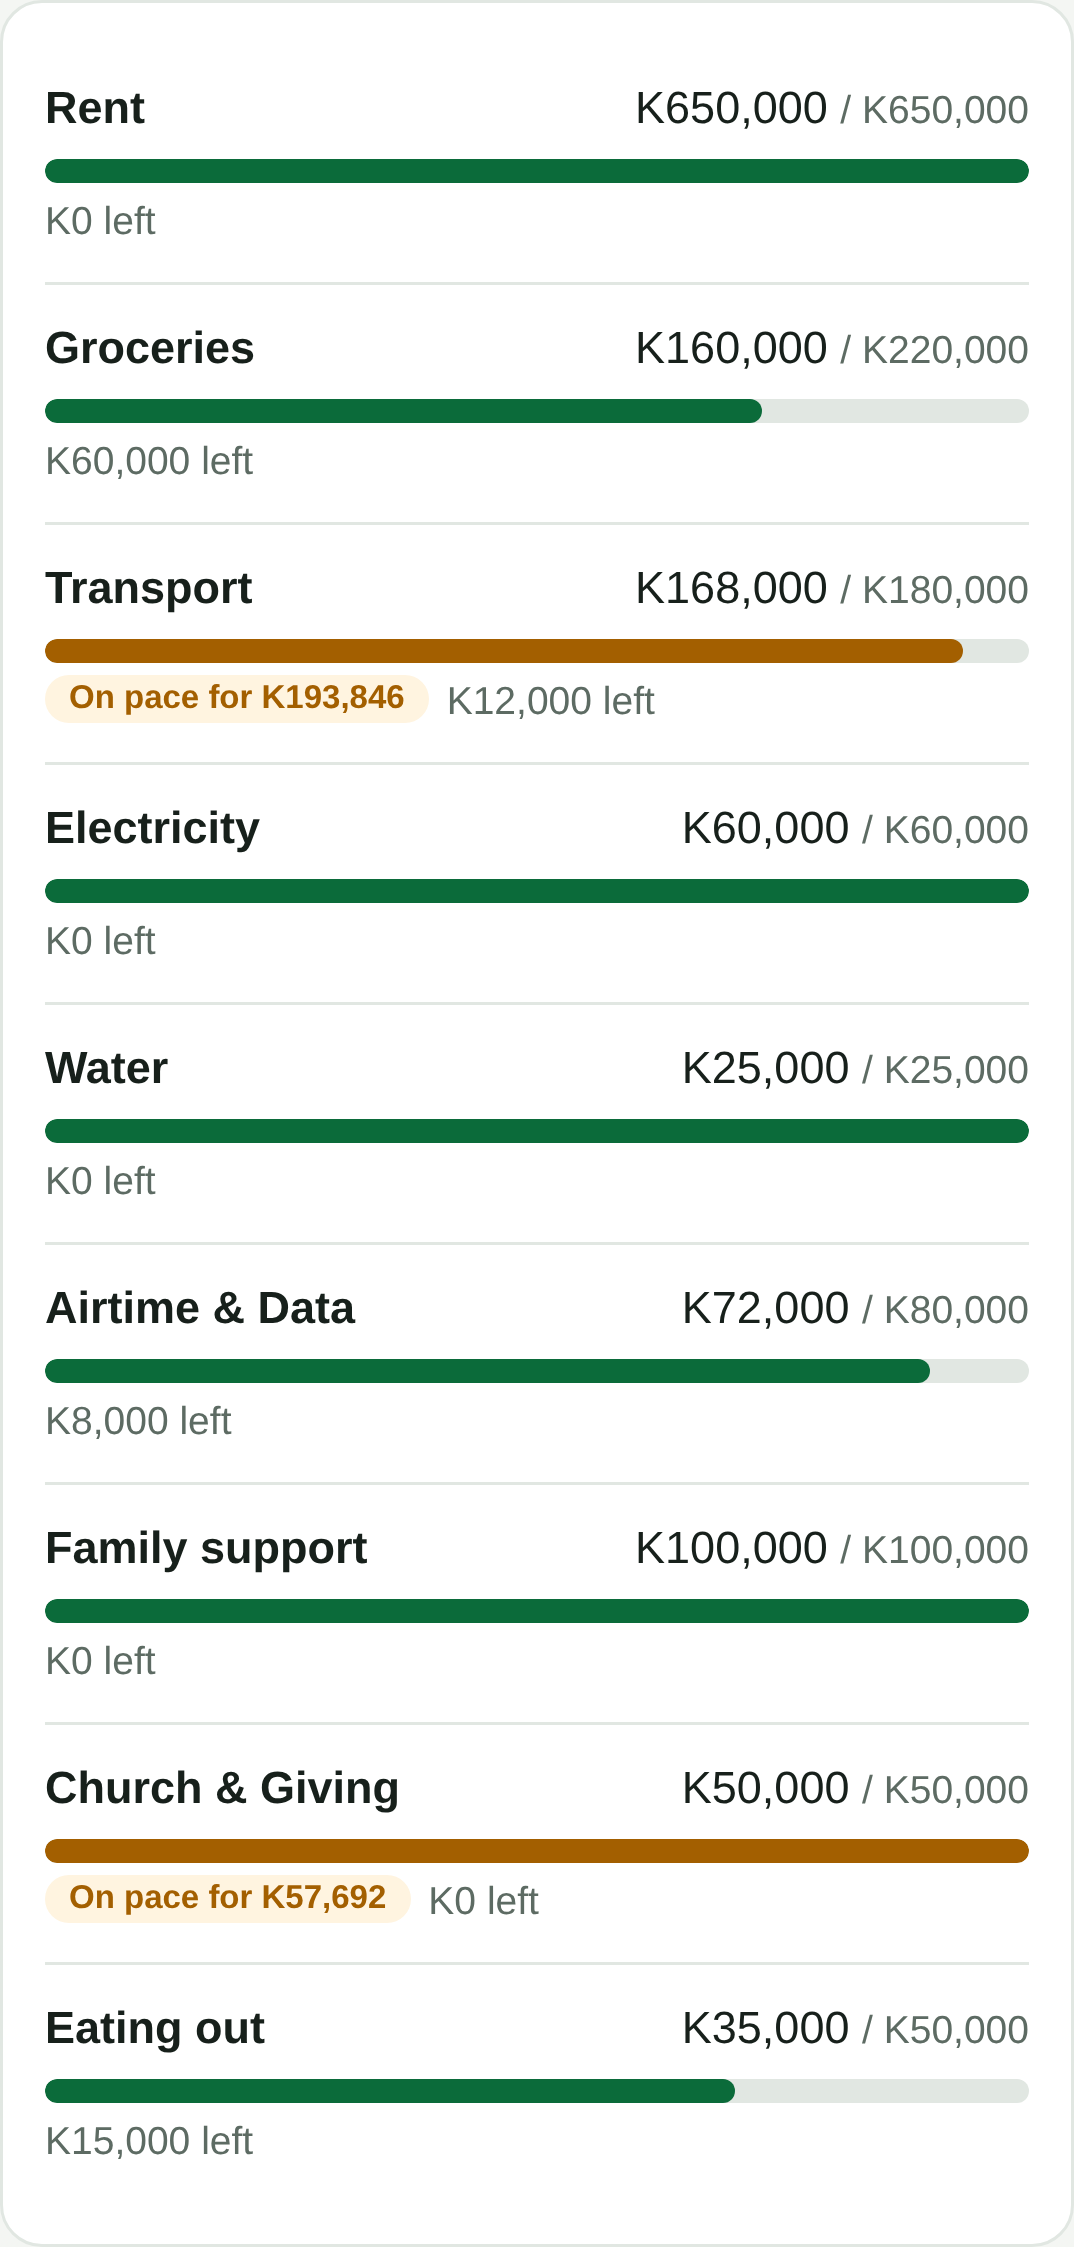 Rent K650,000 / K650,000
K0 left
Groceries K160,000 / K220,000
K60,000 left
Transport K168,000 / K180,000
On pace for K193,846 K12,000 left
Electricity K60,000 / K60,000
K0 left
Water K25,000 / K25,000
K0 left
Airtime & Data K72,000 / K80,000
K8,000 left
Family support K100,000 / K100,000
K0 left
Church & Giving K50,000 / K50,000
On pace for K57,692 K0 left
Eating out K35,000 / K50,000
K15,000 left